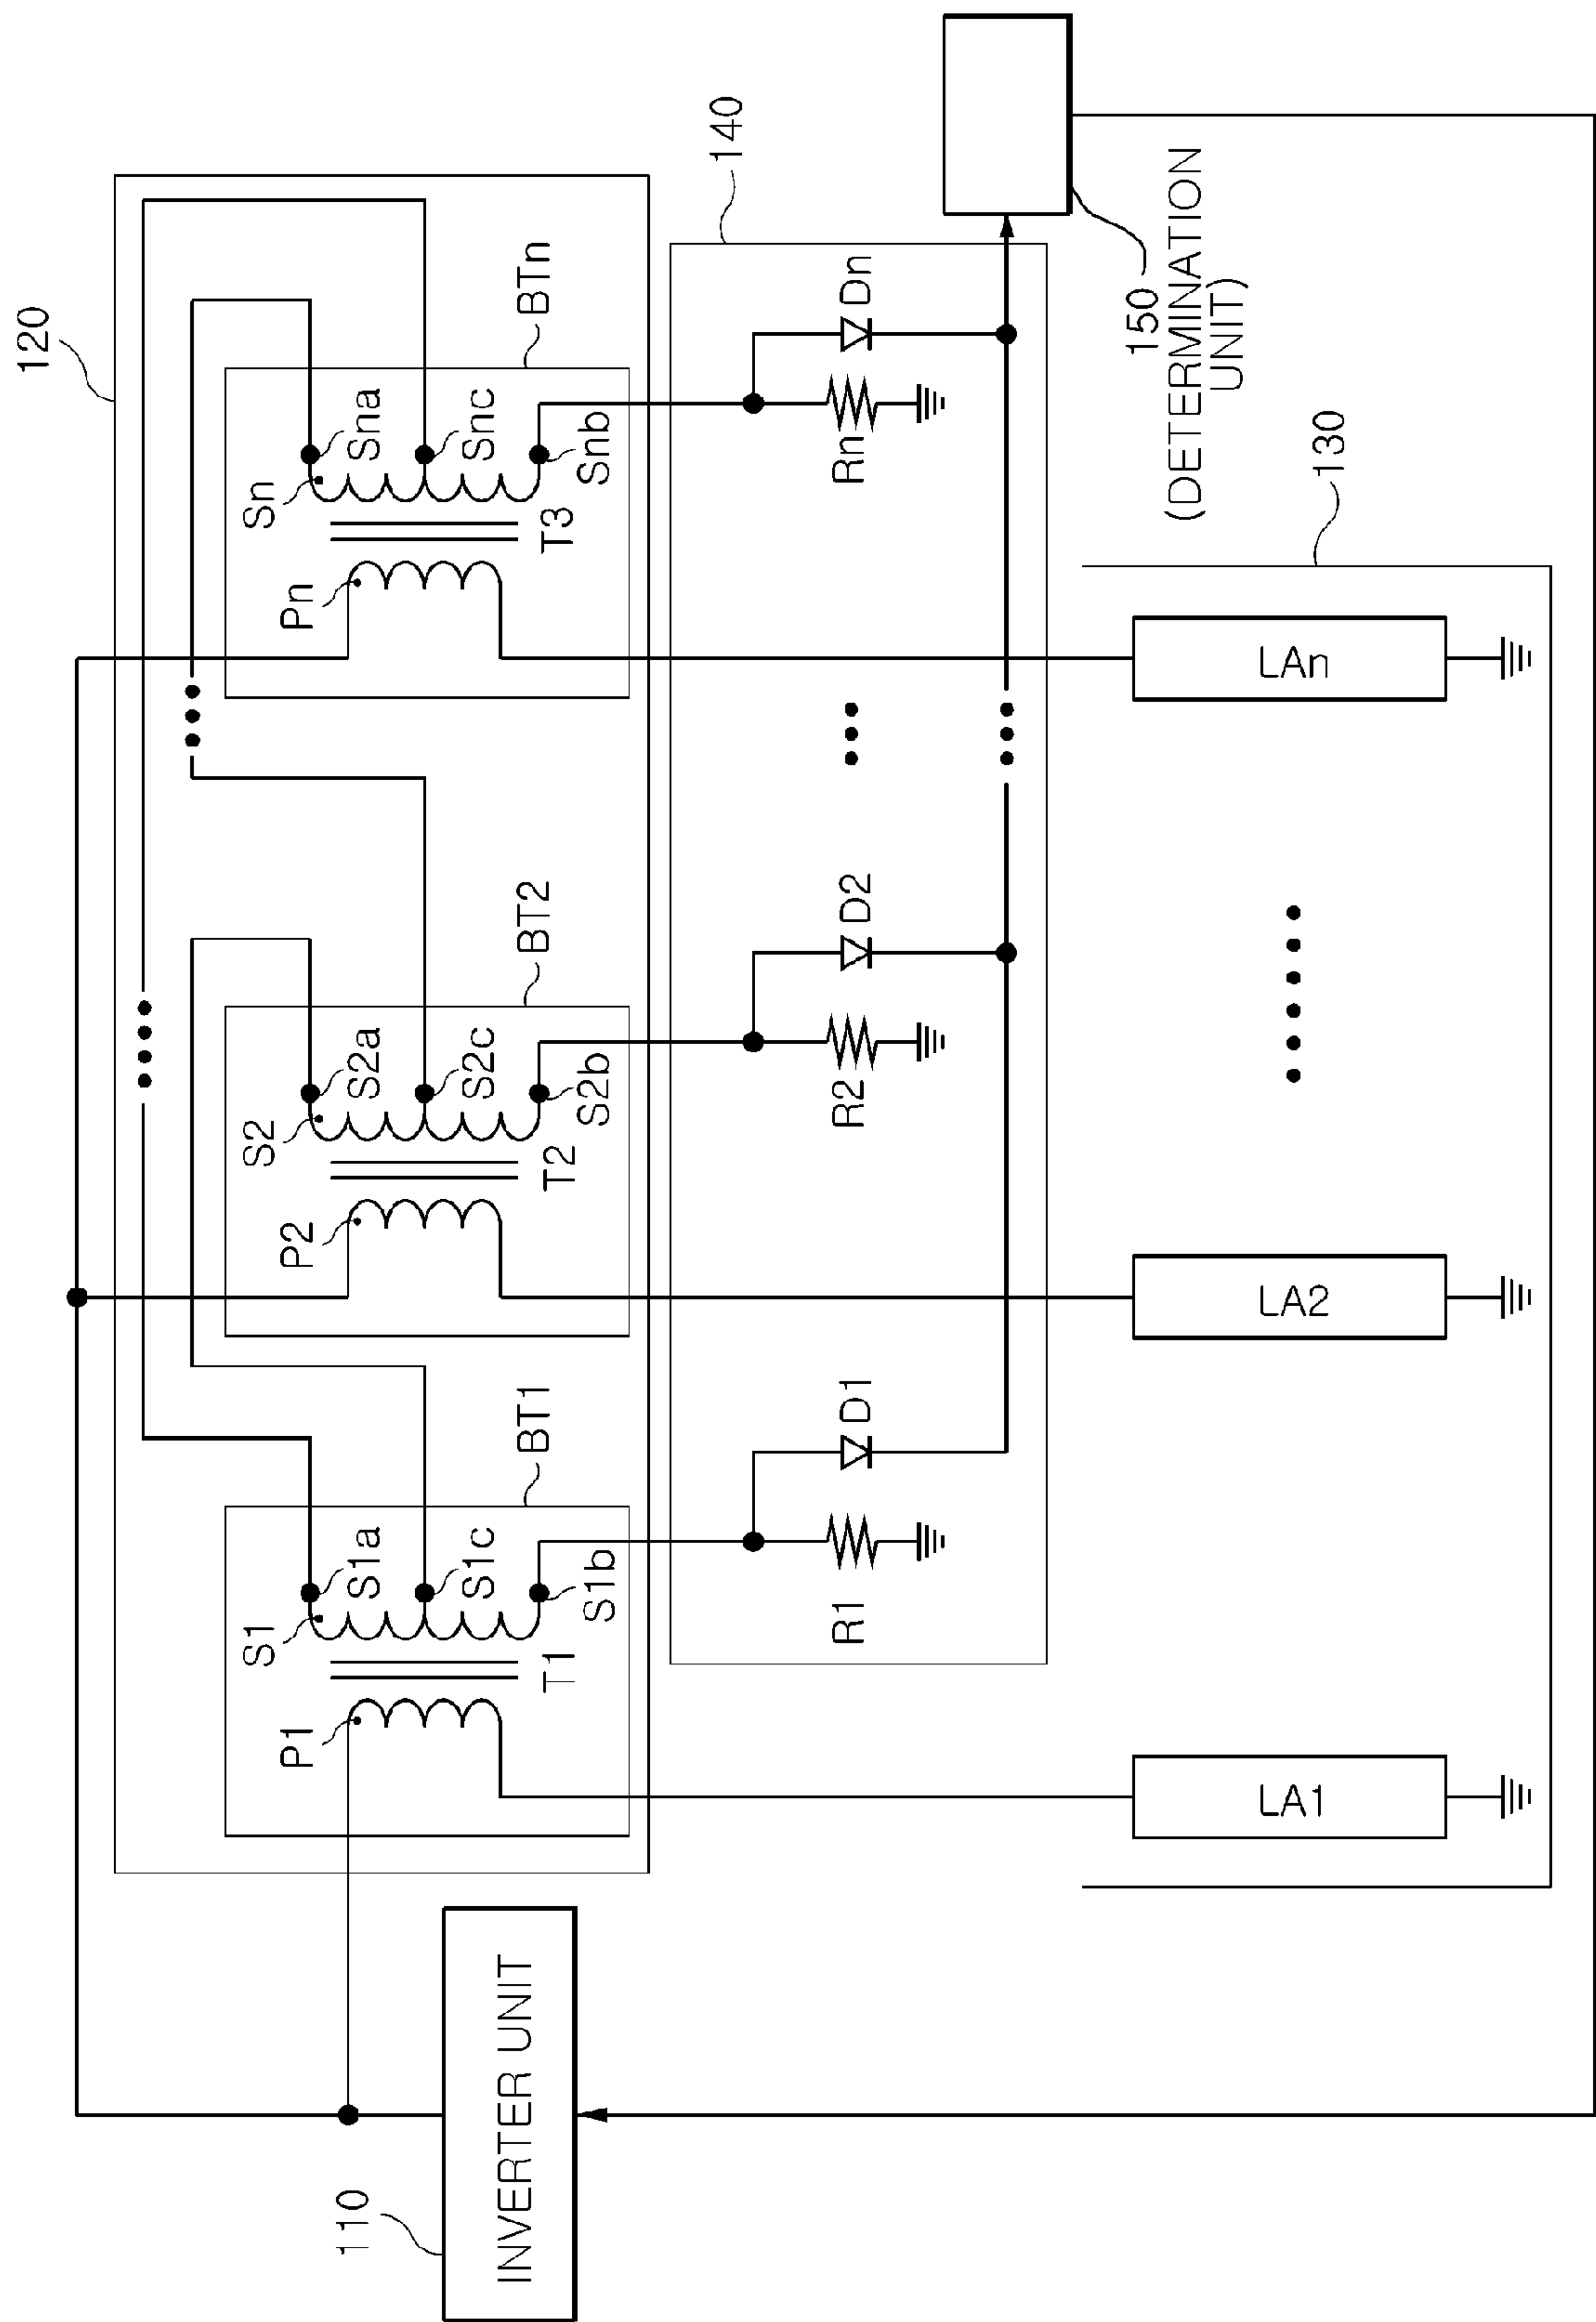 120
140
BT1
BT2
BTn
S1
S1a
S1c
S1b
P1
T1
S2
S2a
S2c
S2b
P2
T2
Sn
Sna
Snc
Snb
Pn
T3
110
INVERTER UNIT
R1
D1
R2
D2
Rn
Dn
150
(DETERMINATION
UNIT)
130
LA1
LA2
LAn